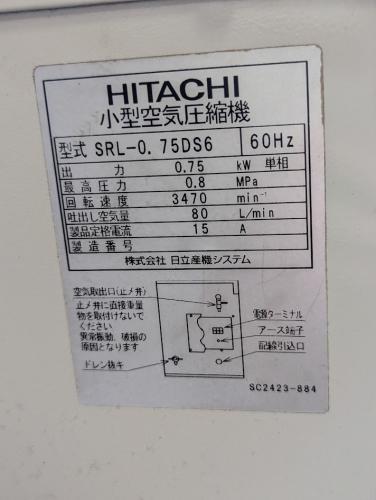 HITACHI
小型空気圧縮機
型式 SRL-0.75DS6 60Hz
出力 0.75 kW 単相
最高圧力 0.8 MPa
回転速度 3470 min⁻¹
吐出し空気量 80 L/min
製品定格電流 15 A
製造番号
株式会社 日立産機システム
空気取出口(止メ弁)
止メ弁に直接重量
物を取付けないで
ください
異常振動、破損の
原因となります
電源ターミナル
アース端子
配線引込口
ドレン抜キ
SC2423-884